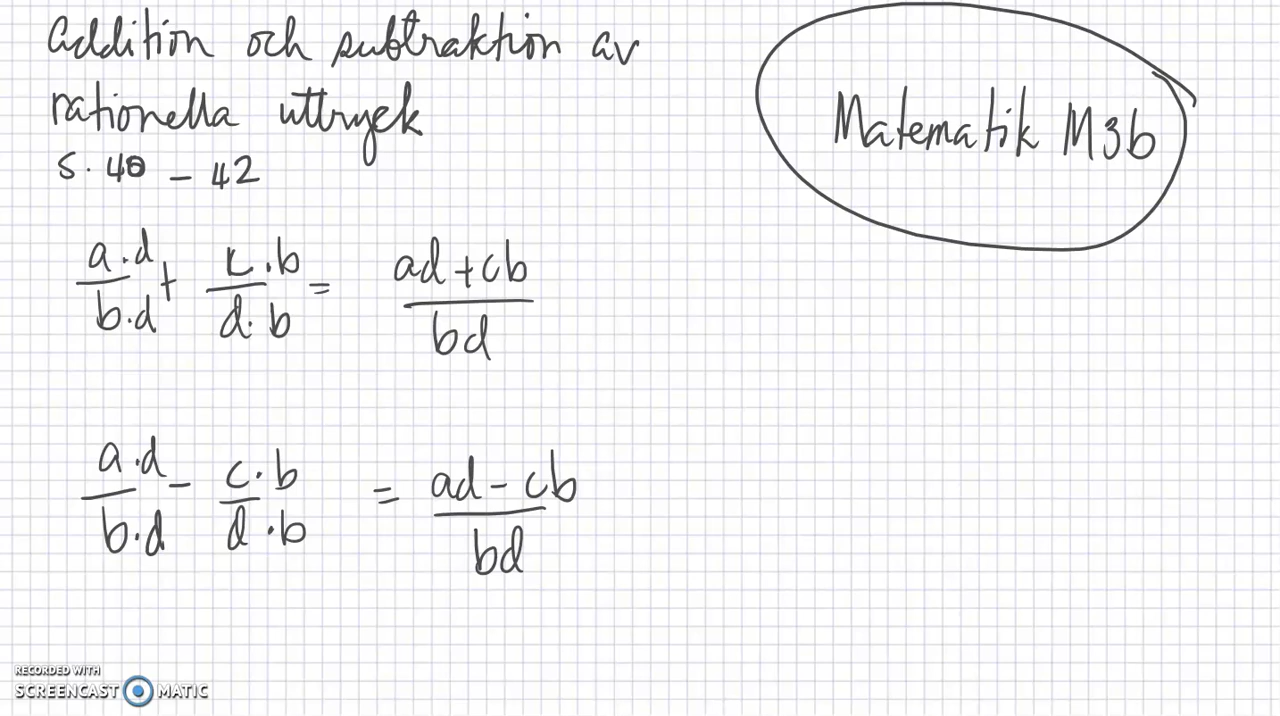 addition och subtraktion av
rationella uttryck
s. 40 – 42
Matematik M3b
a·d/b·d + c·b/d·b = ad+cb/bd
a·d/b·d – c·b/d·b = ad – cb/bd
RECORDED WITH
SCREENCAST MATIC